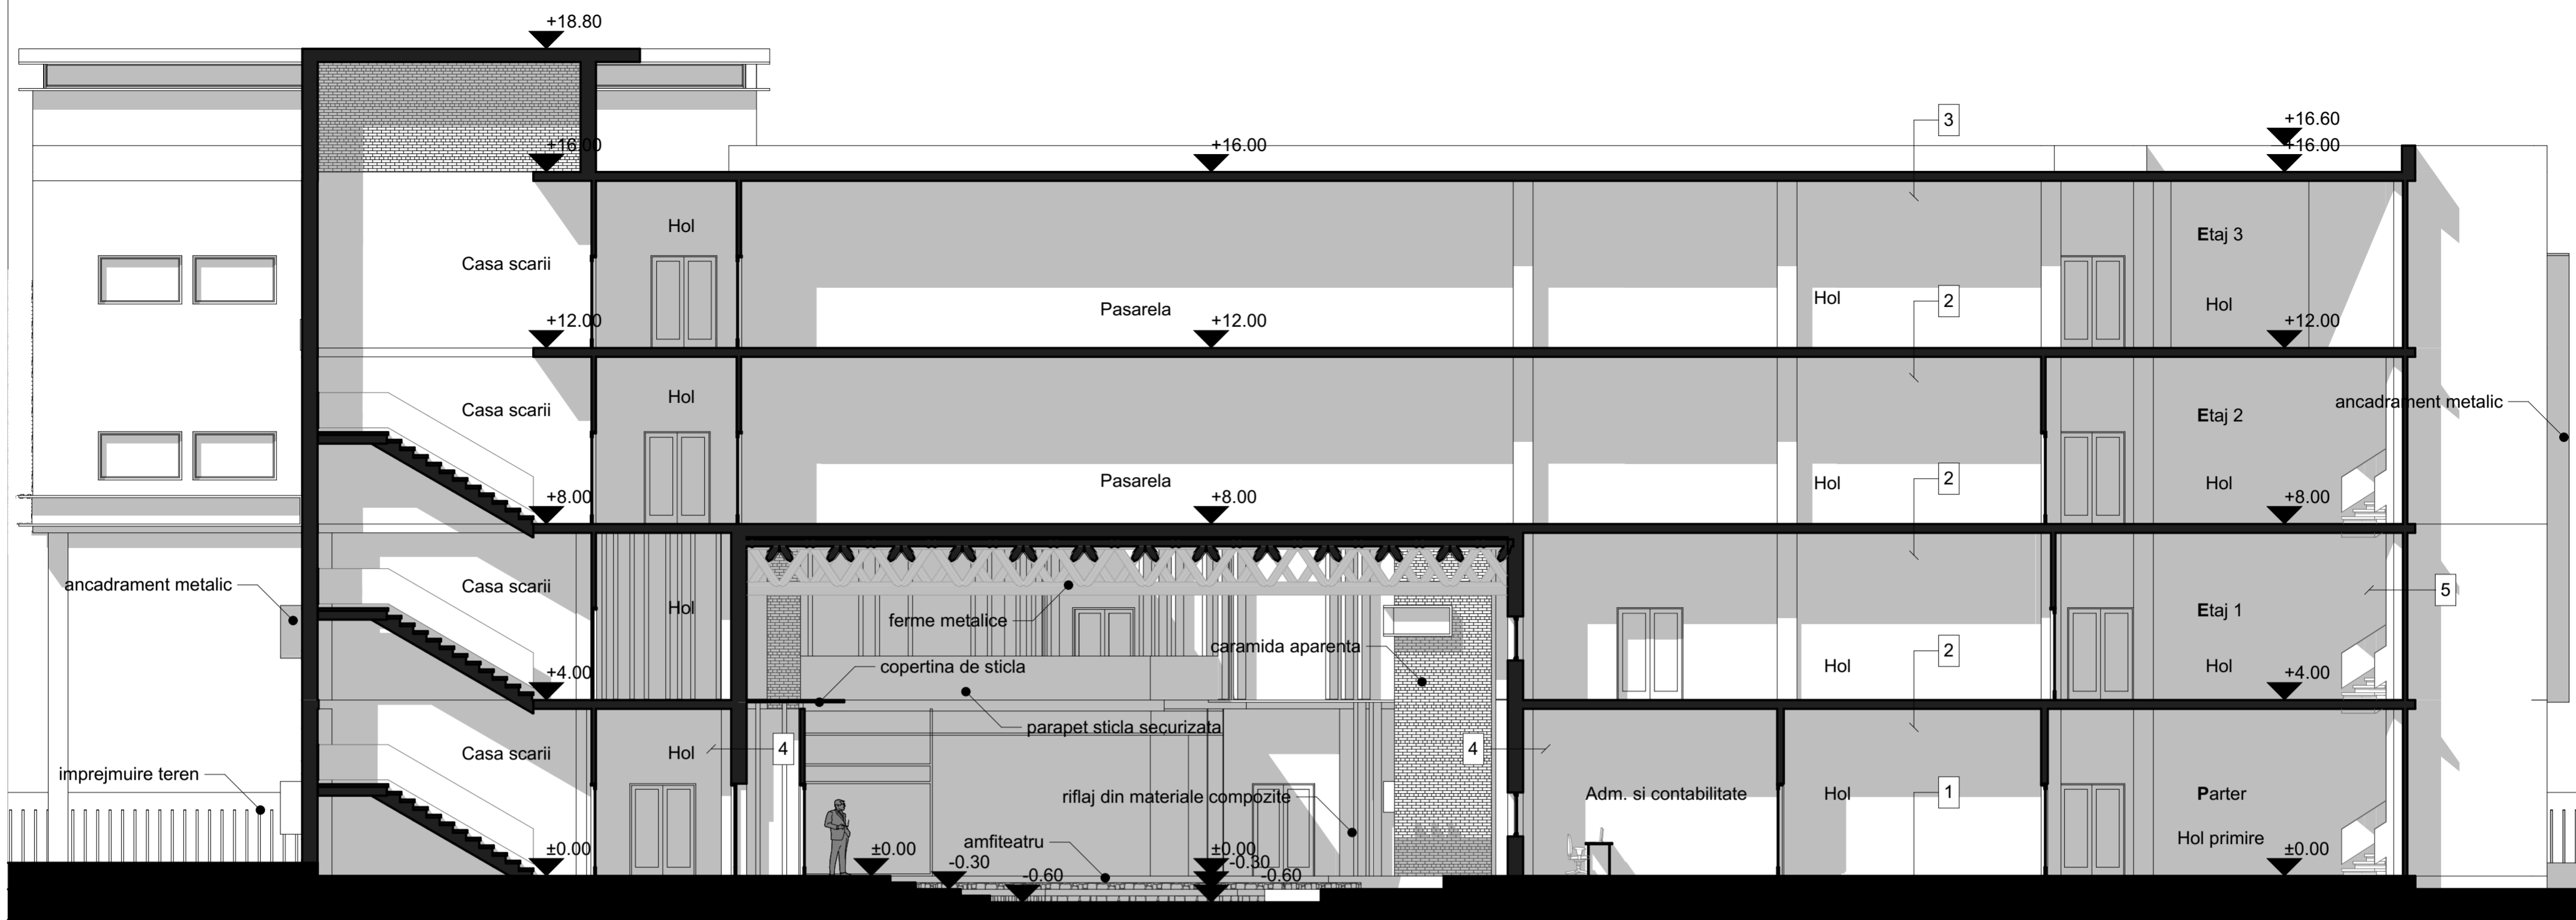 +18.80
3
+16.60
+16.00
+16.00
+16.00
Hol
Etaj 3
Casa scarii
Pasarela
Hol
2
Hol
+12.00
+12.00
+12.00
Hol
Casa scarii
Etaj 2
ancadrament metalic
Pasarela
Hol
2
Hol
+8.00
+8.00
+8.00
ancadrament metalic
Casa scarii
Hol
ferme metalice
caramida aparenta
5
Etaj 1
copertina de sticla
Hol
2
Hol
+4.00
+4.00
parapet sticla securizata
Casa scarii
Hol
4
4
imprejmuire teren
riflaj din materiale compozite
Adm. si contabilitate
Hol
1
Parter
amfiteatru
Hol primire
±0.00
±0.00
±0.00
±0.00
-0.30
-0.30
-0.60
-0.60